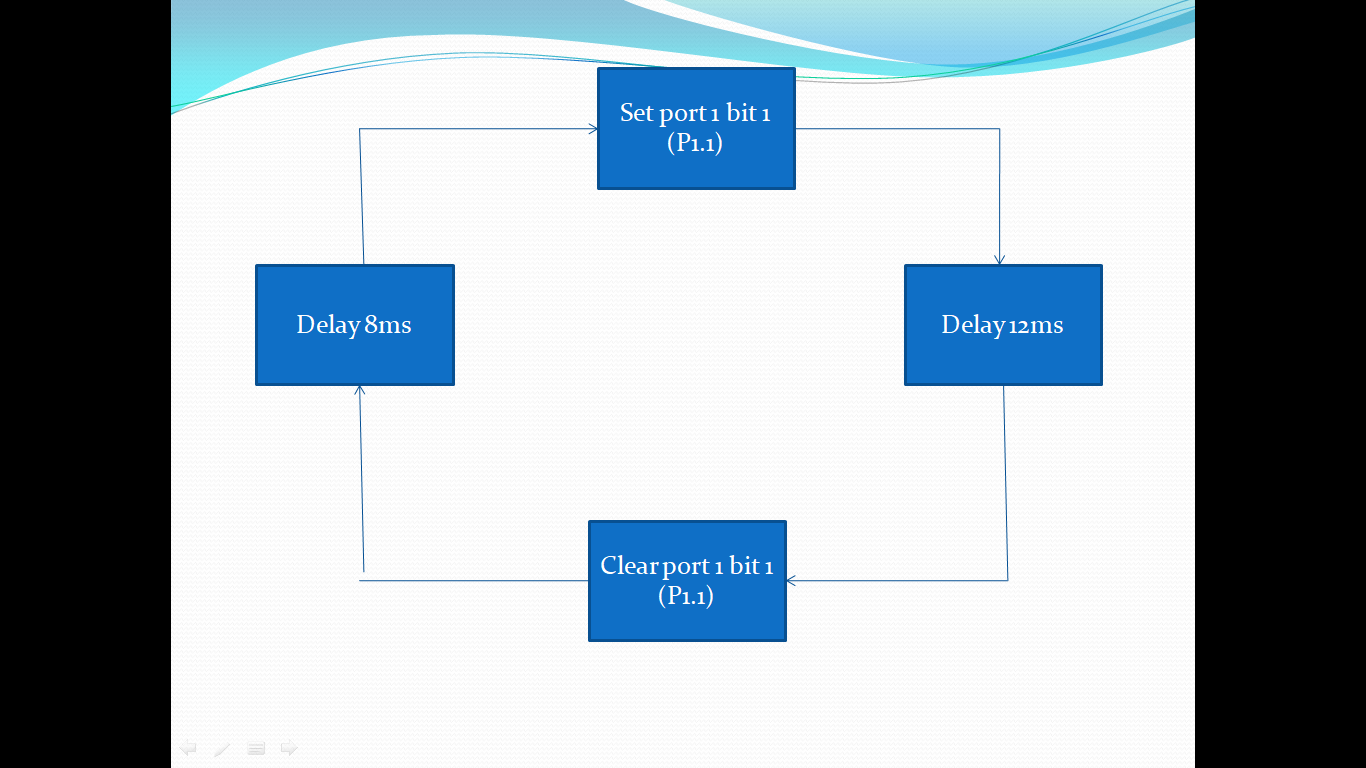 Set port 1 bit 1
(P1.1)
Delay 8ms
Delay 12ms
Clear port 1 bit 1
(P1.1)